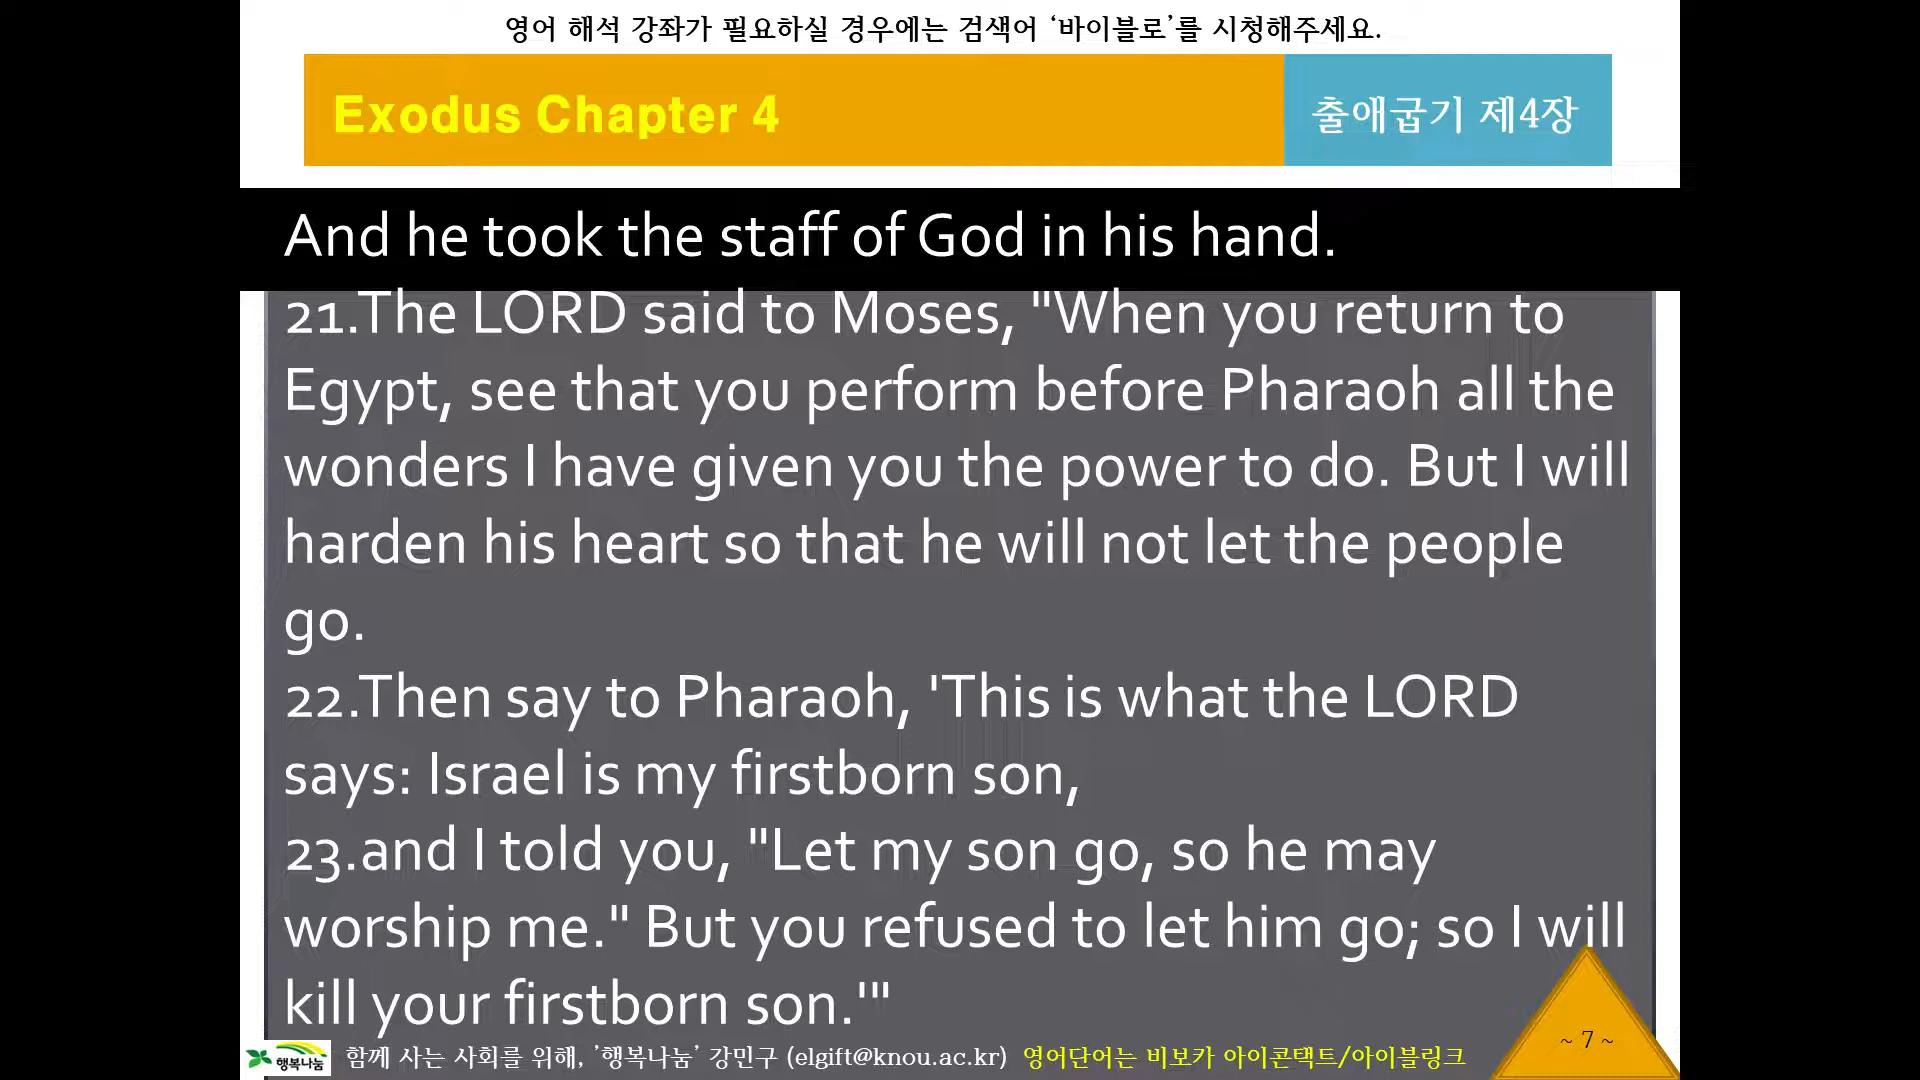 영어 해석 강좌가 필요하실 경우에는 검색어 ‘바이블로’를 시청해주세요.
Exodus Chapter 4
출애굽기 제4장
And he took the staff of God in his hand.
21.The LORD said to Moses, "When you return to
Egypt, see that you perform before Pharaoh all the
wonders I have given you the power to do. But I will
harden his heart so that he will not let the people
go.
22.Then say to Pharaoh, 'This is what the LORD
says: Israel is my firstborn son,
23.and I told you, "Let my son go, so he may
worship me." But you refused to let him go; so I will
kill your firstborn son.'"
~ 7 ~
행복나눔 함께 사는 사회를 위해, ’행복나눔’ 강민구 (elgift@knou.ac.kr) 영어단어는 비보카 아이콘택트/아이블링크